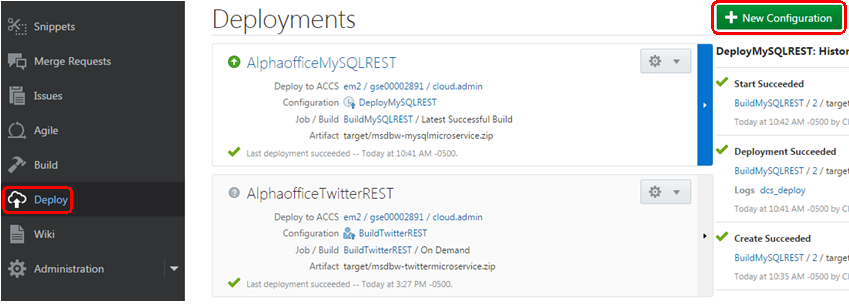 Snippets
Merge Requests
Issues
Agile
Build
Deploy
Wiki
Administration
Deployments
New Configuration
AlphaofficeMySQLREST
Deploy to ACCS em2 / gse00002891 / cloud.admin
Configuration DeployMySQLREST
Job / Build BuildMySQLREST / Latest Successful Build
Artifact target/msdbw-mysqlmicroservice.zip
Last deployment succeeded -- Today at 10:41 AM -0500.
AlphaofficeTwitterREST
Deploy to ACCS em2 / gse00002891 / cloud.admin
Configuration BuildTwitterREST
Job / Build BuildTwitterREST / On Demand
Artifact target/msdbw-twittermicroservice.zip
Last deployment succeeded -- Today at 3:27 PM -0500.
DeployMySQLREST: Histor
Start Succeeded
BuildMySQLREST / 2 / target
Today at 10:42 AM -0500 by Cl
Deployment Succeeded
BuildMySQLREST / 2 / target
Logs dcs_deploy
Today at 10:41 AM -0500 by Cl
Create Succeeded
BuildMySQLREST / 2 / target
Today at 10:35 AM -0500 by Cl